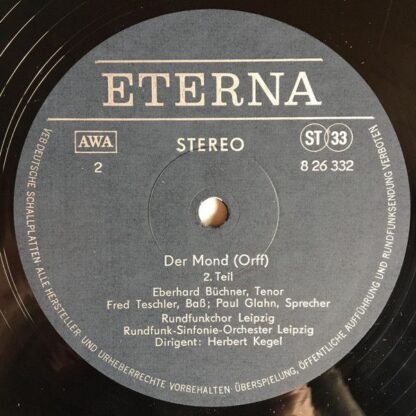 ETERNA
AWA
STEREO
ST 33
2
8 26 332
Der Mond (Orff)
2. Teil
Eberhard Büchner, Tenor
Fred Teschler, Baß; Paul Glahn, Sprecher
Rundfunkchor Leipzig
Rundfunk-Sinfonie-Orchester Leipzig
Dirigent: Herbert Kegel
VEB DEUTSCHE SCHALLPLATTEN ALLE HERSTELLER- UND URHEBERRECHTE VORBEHALTEN ÜBERSPIELUNG, ÖFFENTLICHE AUFFÜHRUNG UND RUNDFUNKSENDUNG VERBOTEN